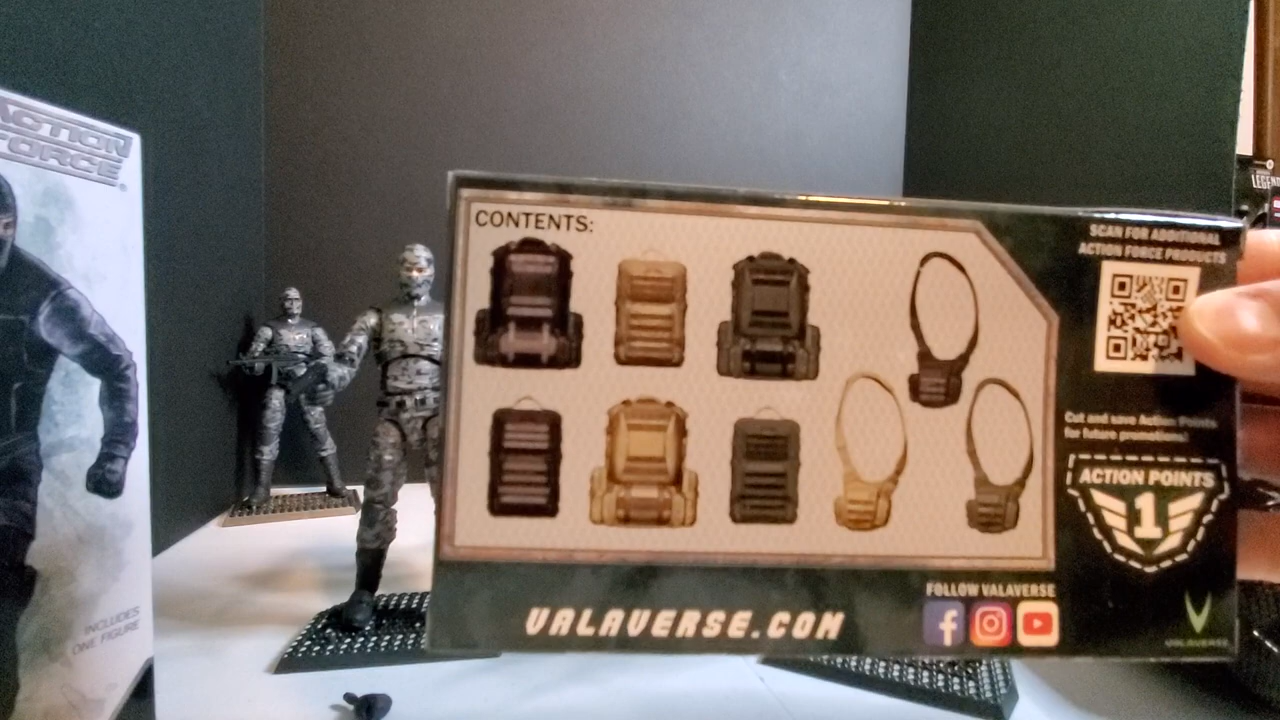 ACTION
FORCE
INCLUDES
ONE FIGURE
CONTENTS:
SCAN FOR ADDITIONAL
ACTION FORCE PRODUCTS
Cut and save Action Points
for future promotions!
ACTION POINTS
1
FOLLOW VALAVERSE
VALAVERSE.COM
VALAVERSE